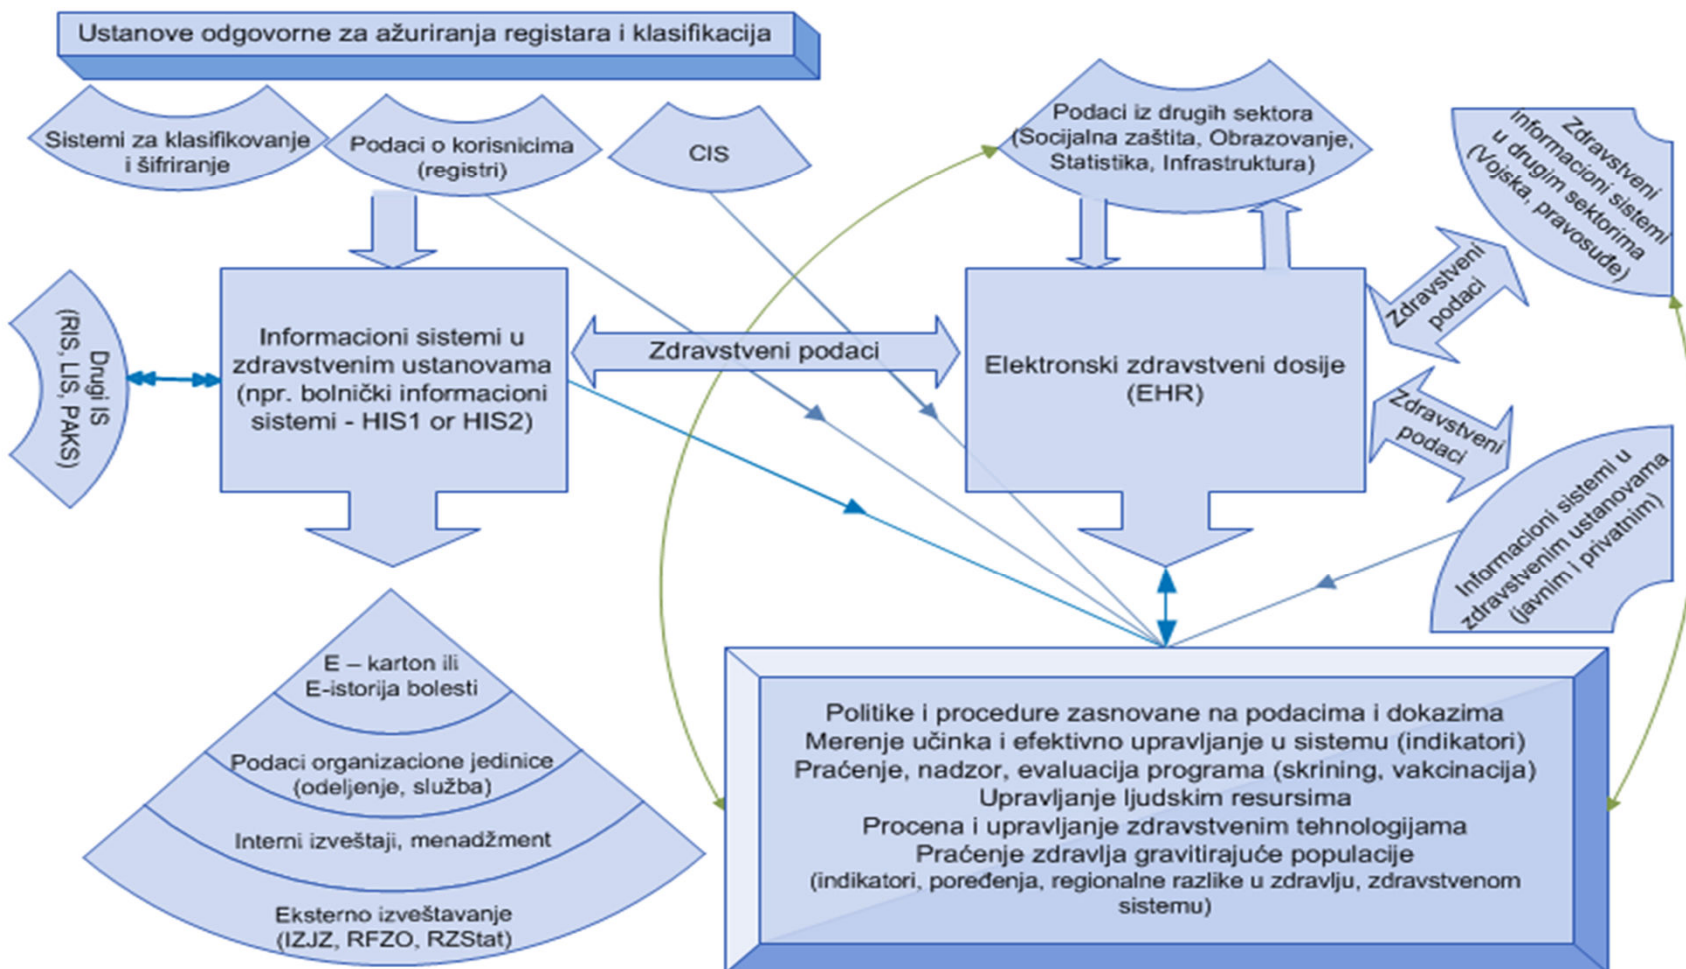 Ustanove odgovorne za ažuriranja registara i klasifikacija
Sistemi za klasifikovanje
i šifriranje
Podaci o korisnicima
(registri)
CIS
Podaci iz drugih sektora
(Socijalna zaštita, Obrazovanje,
Statistika, Infrastruktura)
Zdravstveni
informacioni sistemi
u drugim sektorima
(Vojska, pravosuđe)
Drugi IS
(RIS, LIS, PAKS)
Informacioni sistemi u
zdravstvenim ustanovama
(npr. bolnički informacioni
sistemi - HIS1 or HIS2)
Zdravstveni podaci
Elektronski zdravstveni dosije
(EHR)
Zdravstveni
podaci
Zdravstveni
podaci
Informacioni sistemi u
zdravstvenim ustanovama
(javnim i privatnim)
E – karton ili
E-istorija bolesti
Podaci organizacione jedinice
(odeljenje, služba)
Interni izveštaji, menadžment
Eksterno izveštavanje
(IZJZ, RFZO, RZStat)
Politike i procedure zasnovane na podacima i dokazima
Merenje učinka i efektivno upravljanje u sistemu (indikatori)
Praćenje, nadzor, evaluacija programa (skrining, vakcinacija)
Upravljanje ljudskim resursima
Procena i upravljanje zdravstvenim tehnologijama
Praćenje zdravlja gravitirajuće populacije
(indikatori, poređenja, regionalne razlike u zdravlju, zdravstvenom
sistemu)